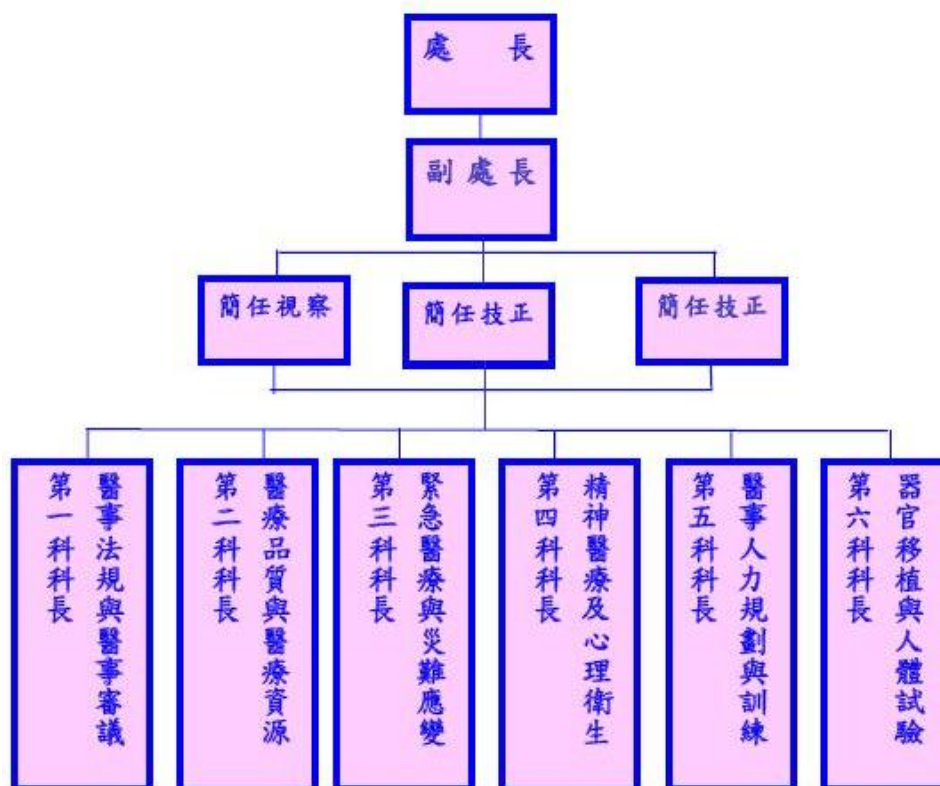 處 長
副處長
簡任視察
簡任技正
簡任技正
醫事法規與醫事審議
第一科科長
醫療品質與醫療資源
第二科科長
緊急醫療與災難應變
第三科科長
精神醫療及心理衛生
第四科科長
醫事人力規劃與訓練
第五科科長
器官移植與人體試驗
第六科科長